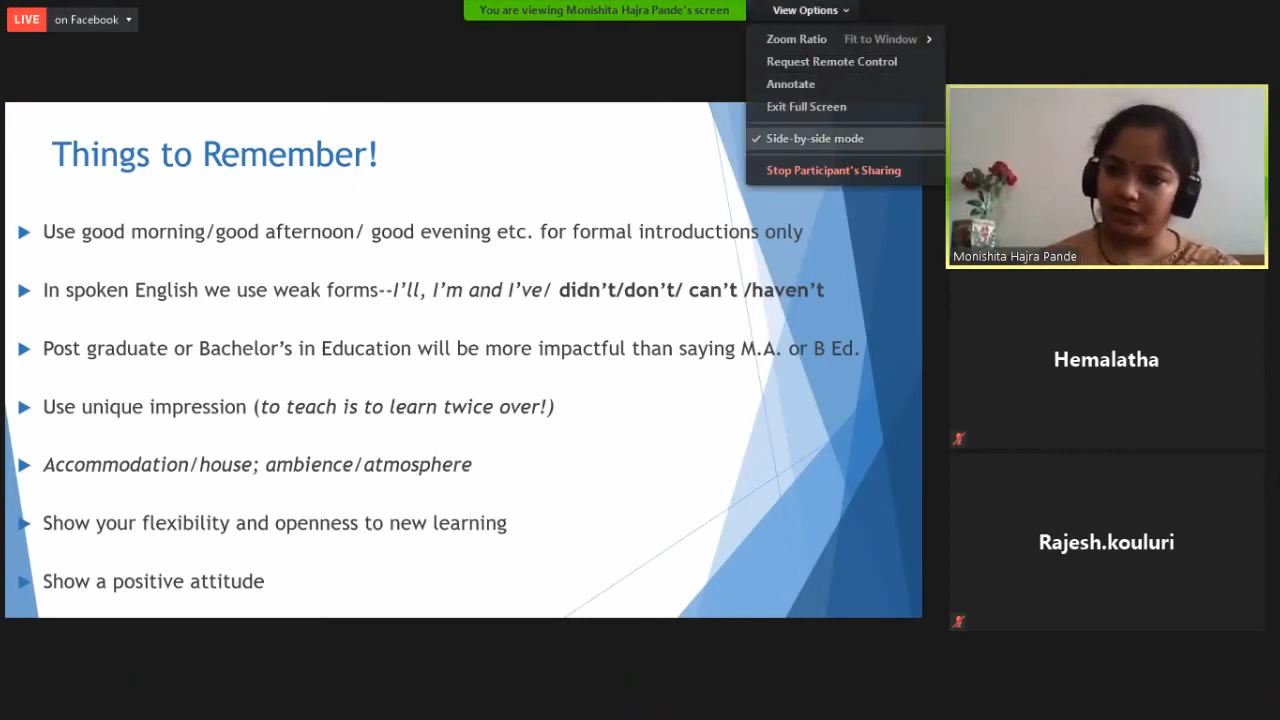 LIVE on Facebook
You are viewing Monishita Hajra Pande's screen
View Options
Zoom Ratio Fit to Window
Request Remote Control
Annotate
Exit Full Screen
Side-by-side mode
Stop Participant's Sharing
Things to Remember!
Use good morning/good afternoon/ good evening etc. for formal introductions only
In spoken English we use weak forms--I'll, I'm and I've/ didn't/don't/ can't /haven't
Post graduate or Bachelor's in Education will be more impactful than saying M.A. or B Ed.
Use unique impression (to teach is to learn twice over!)
Accommodation/house; ambience/atmosphere
Show your flexibility and openness to new learning
Show a positive attitude
Monishita Hajra Pande
Hemalatha
Rajesh.kouluri